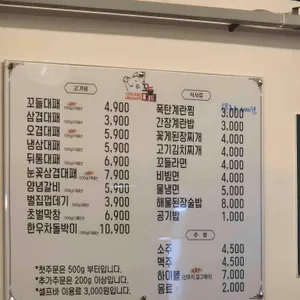 고기류
꼬들대패 4.900
삼겹대패 4.900
오겹대패 5.900
냉삼대패 5.900
뒤통대패 6.900
눈꽃삼겹대패 7.900
양념갈비 5.900
벌집껍데기 3.900
초벌막창 6.900
한우차돌박이 10.900
*첫주문은 500g 부터입니다.
*추가주문은 200g 이상입니다.
*셀프바 이용료 3,000원입니다.
식사류
폭탄계란찜 3.000
간장계란밥 3.000
꽃게된장찌개 4.000
고기김치찌개 4.000
꼬들라면 4.000
비빔면 4.000
물냉면 5.000
해물된장술밥 8.000
공기밥 1.000
주 류
소주 4,500
맥주 4,500
하이볼 7,000
음료 2,000